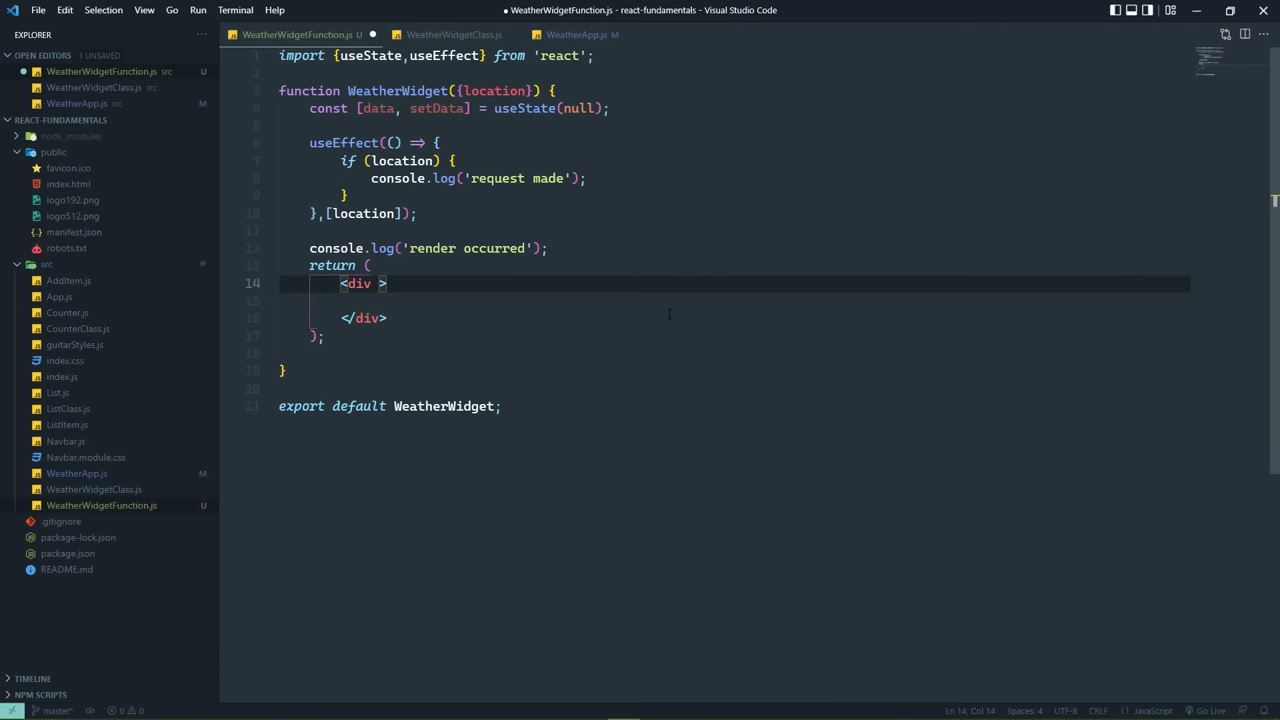 File Edit Selection View Go Run Terminal Help
● WeatherWidgetFunction.js - react-fundamentals - Visual Studio Code
EXPLORER
OPEN EDITORS 1 UNSAVED
WeatherWidgetFunction.js src U
WeatherWidgetClass.js src
WeatherApp.js src M
REACT-FUNDAMENTALS
node_modules
public
favicon.ico
index.html
logo192.png
logo512.png
manifest.json
robots.txt
src
AddItem.js
App.js
Counter.js
CounterClass.js
guitarStyles.js
index.css
index.js
List.js
ListClass.js
ListItem.js
Navbar.js
Navbar.module.css
WeatherApp.js M
WeatherWidgetClass.js
WeatherWidgetFunction.js U
.gitignore
package-lock.json
package.json
README.md
TIMELINE
NPM SCRIPTS
WeatherWidgetFunction.js U
WeatherWidgetClass.js
WeatherApp.js M
1 import {useState,useEffect} from 'react';
2
3 function WeatherWidget({location}) {
4 const [data, setData] = useState(null);
5
6 useEffect(() => {
7 if (location) {
8 console.log('request made');
9 }
10 },[location]);
11
12 console.log('render occurred');
13 return (
14 <div >
15
16 </div>
17 );
18
19 }
20
21 export default WeatherWidget;
master* 0 0
Ln 14, Col 14 Spaces: 4 UTF-8 CRLF {} JavaScript Go Live